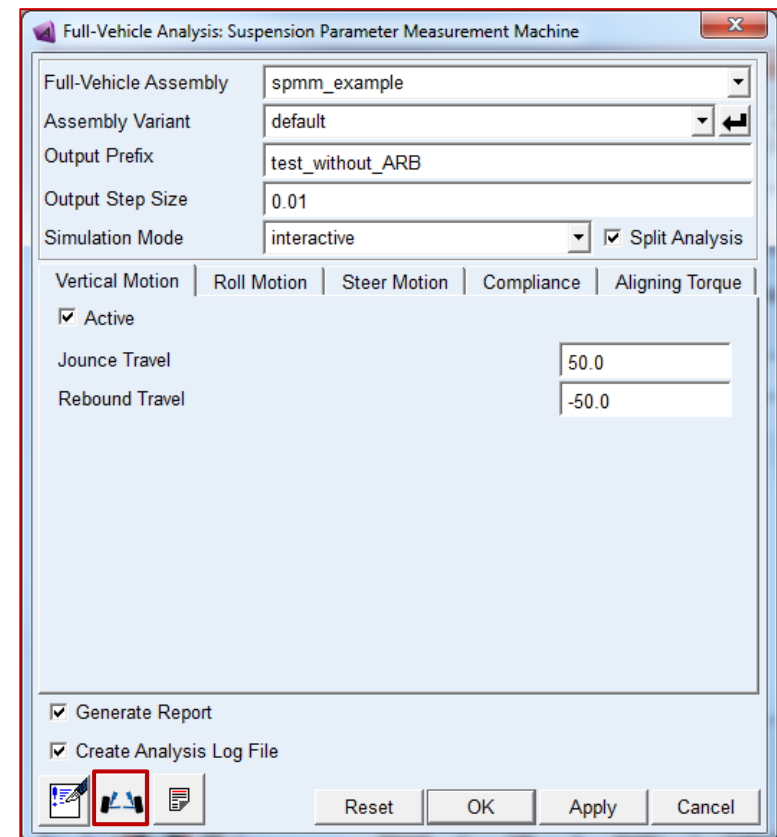 Full-Vehicle Analysis: Suspension Parameter Measurement Machine
Full-Vehicle Assembly spmm_example
Assembly Variant default
Output Prefix test_without_ARB
Output Step Size 0.01
Simulation Mode interactive Split Analysis
Vertical Motion Roll Motion Steer Motion Compliance Aligning Torque
Active
Jounce Travel 50.0
Rebound Travel -50.0
Generate Report
Create Analysis Log File
Reset OK Apply Cancel